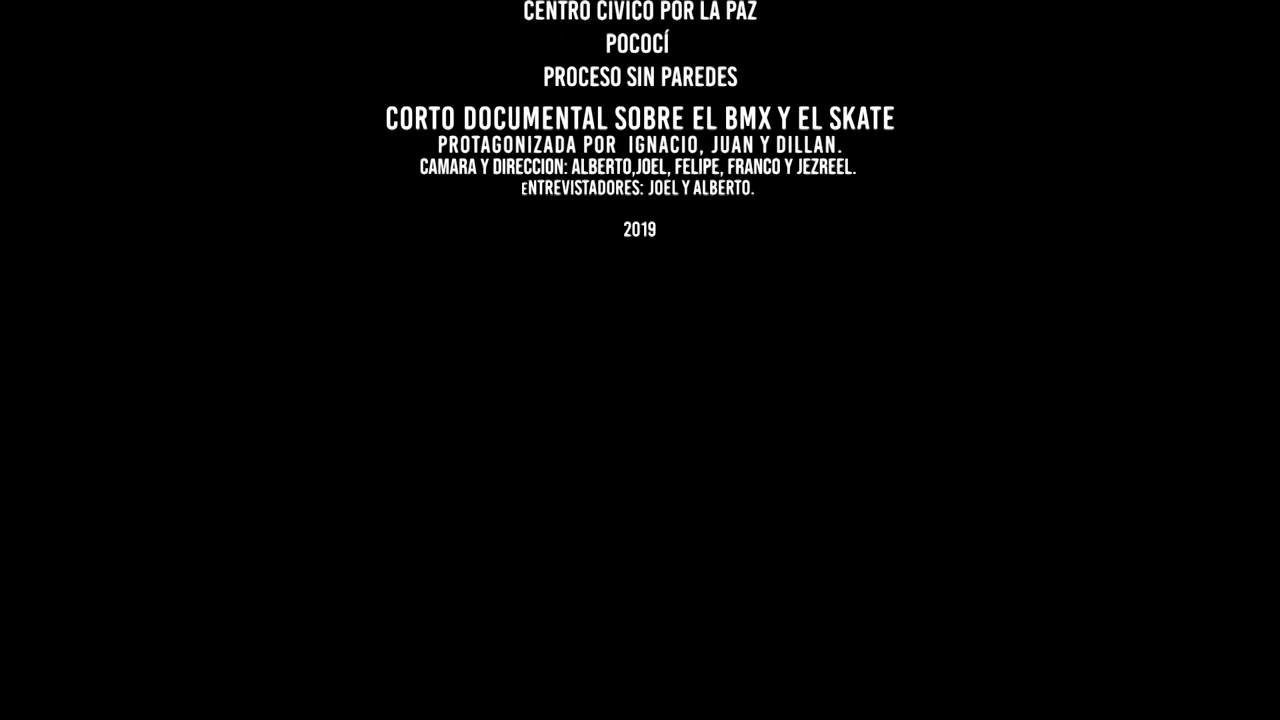 CENTRO CÍVICO POR LA PAZ
POCOCÍ
PROCESO SIN PAREDES
CORTO DOCUMENTAL SOBRE EL BMX Y EL SKATE
PROTAGONIZADA POR  IGNACIO, JUAN Y DILLAN.
CAMARA Y DIRECCION: ALBERTO,JOEL, FELIPE, FRANCO Y JEZREEL.
ENTREVISTADORES: JOEL Y ALBERTO.
2019